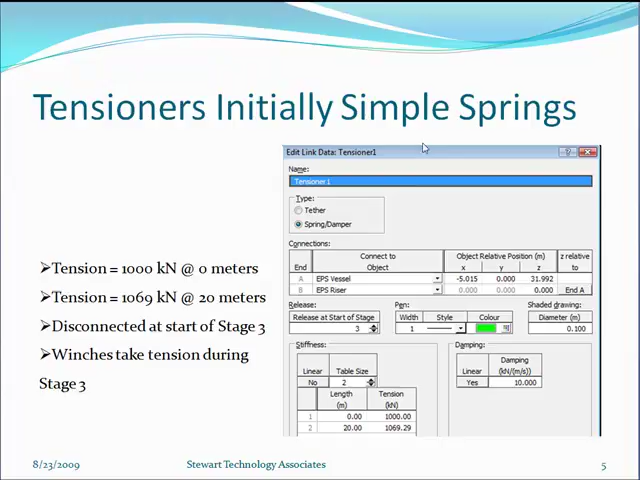 Tensioners Initially Simple Springs
➢Tension = 1000 kN @ 0 meters
➢Tension = 1069 kN @ 20 meters
➢Disconnected at start of Stage 3
➢Winches take tension during
Stage 3
Edit Link Data: Tensioner1
Name:
Tensioner1
Type:
Tether
Spring/Damper
Connections:
Connect to Object Relative Position (m) z relative
End Object x y z to
A EPS Vessel -5.015 0.000 31.992
B EPS Riser 0.000 0.000 0.000 End A
Release: Pen: Shaded drawing:
Release at Start of Stage Width Style Colour Diameter (m)
3 1 0.100
Stiffness: Damping:
Linear Table Size
No 2
Linear Damping (kN/(m/s))
Yes 10.000
Length Tension
(m) (kN)
1 0.00 1000.00
2 20.00 1069.29
8/23/2009 Stewart Technology Associates 5